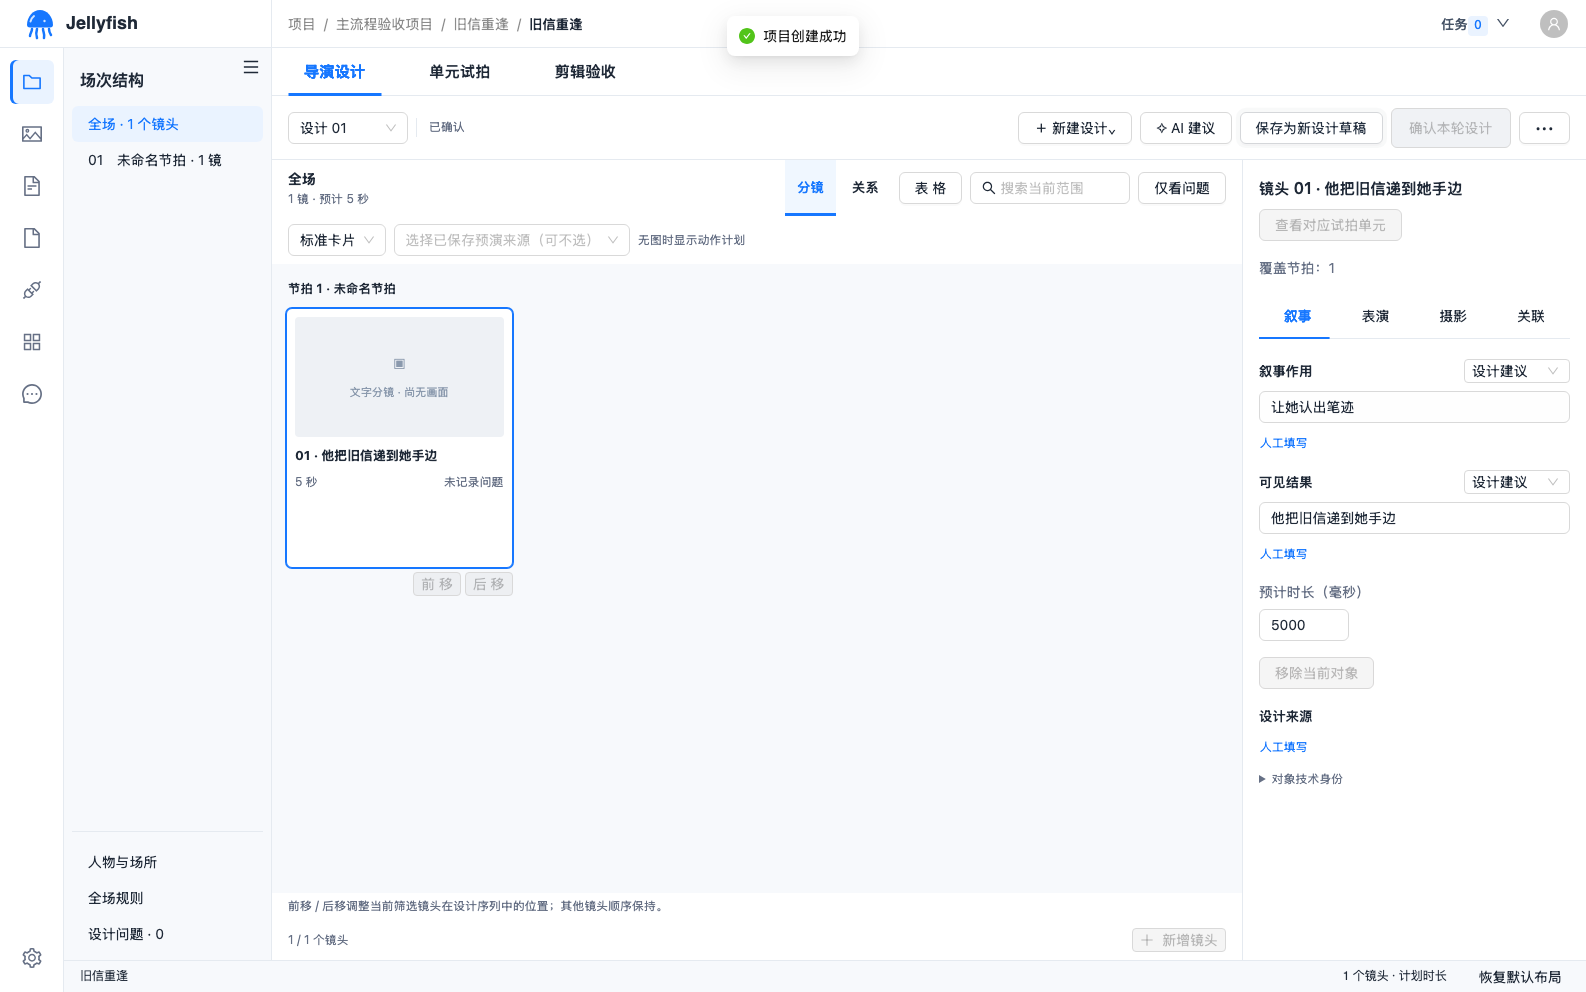 Jellyfish
项目 / 主流程验收项目 / 旧信重逢 / 旧信重逢
项目创建成功
任务 0
场次结构
全场 · 1 个镜头
01 未命名节拍 · 1 镜
人物与场所
全场规则
设计问题 · 0
导演设计 单元试拍 剪辑验收
设计 01 已确认
+ 新建设计 AI 建议 保存为新设计草稿 确认本轮设计 ···
全场
1 镜 · 预计 5 秒
分镜 关系 表 格 搜索当前范围 仅看问题
标准卡片 选择已保存预演来源（可不选） 无图时显示动作计划
节拍 1 · 未命名节拍
文字分镜 · 尚无画面
01 · 他把旧信递到她手边
5 秒 未记录问题
前 移 后 移
前移 / 后移调整当前筛选镜头在设计序列中的位置；其他镜头顺序保持。
1 / 1 个镜头 + 新增镜头
镜头 01 · 他把旧信递到她手边
查看对应试拍单元
覆盖节拍：1
叙事 表演 摄影 关联
叙事作用 设计建议
让她认出笔迹
人工填写
可见结果 设计建议
他把旧信递到她手边
人工填写
预计时长（毫秒）
5000
移除当前对象
设计来源
人工填写
对象技术身份
旧信重逢 1 个镜头 · 计划时长 恢复默认布局